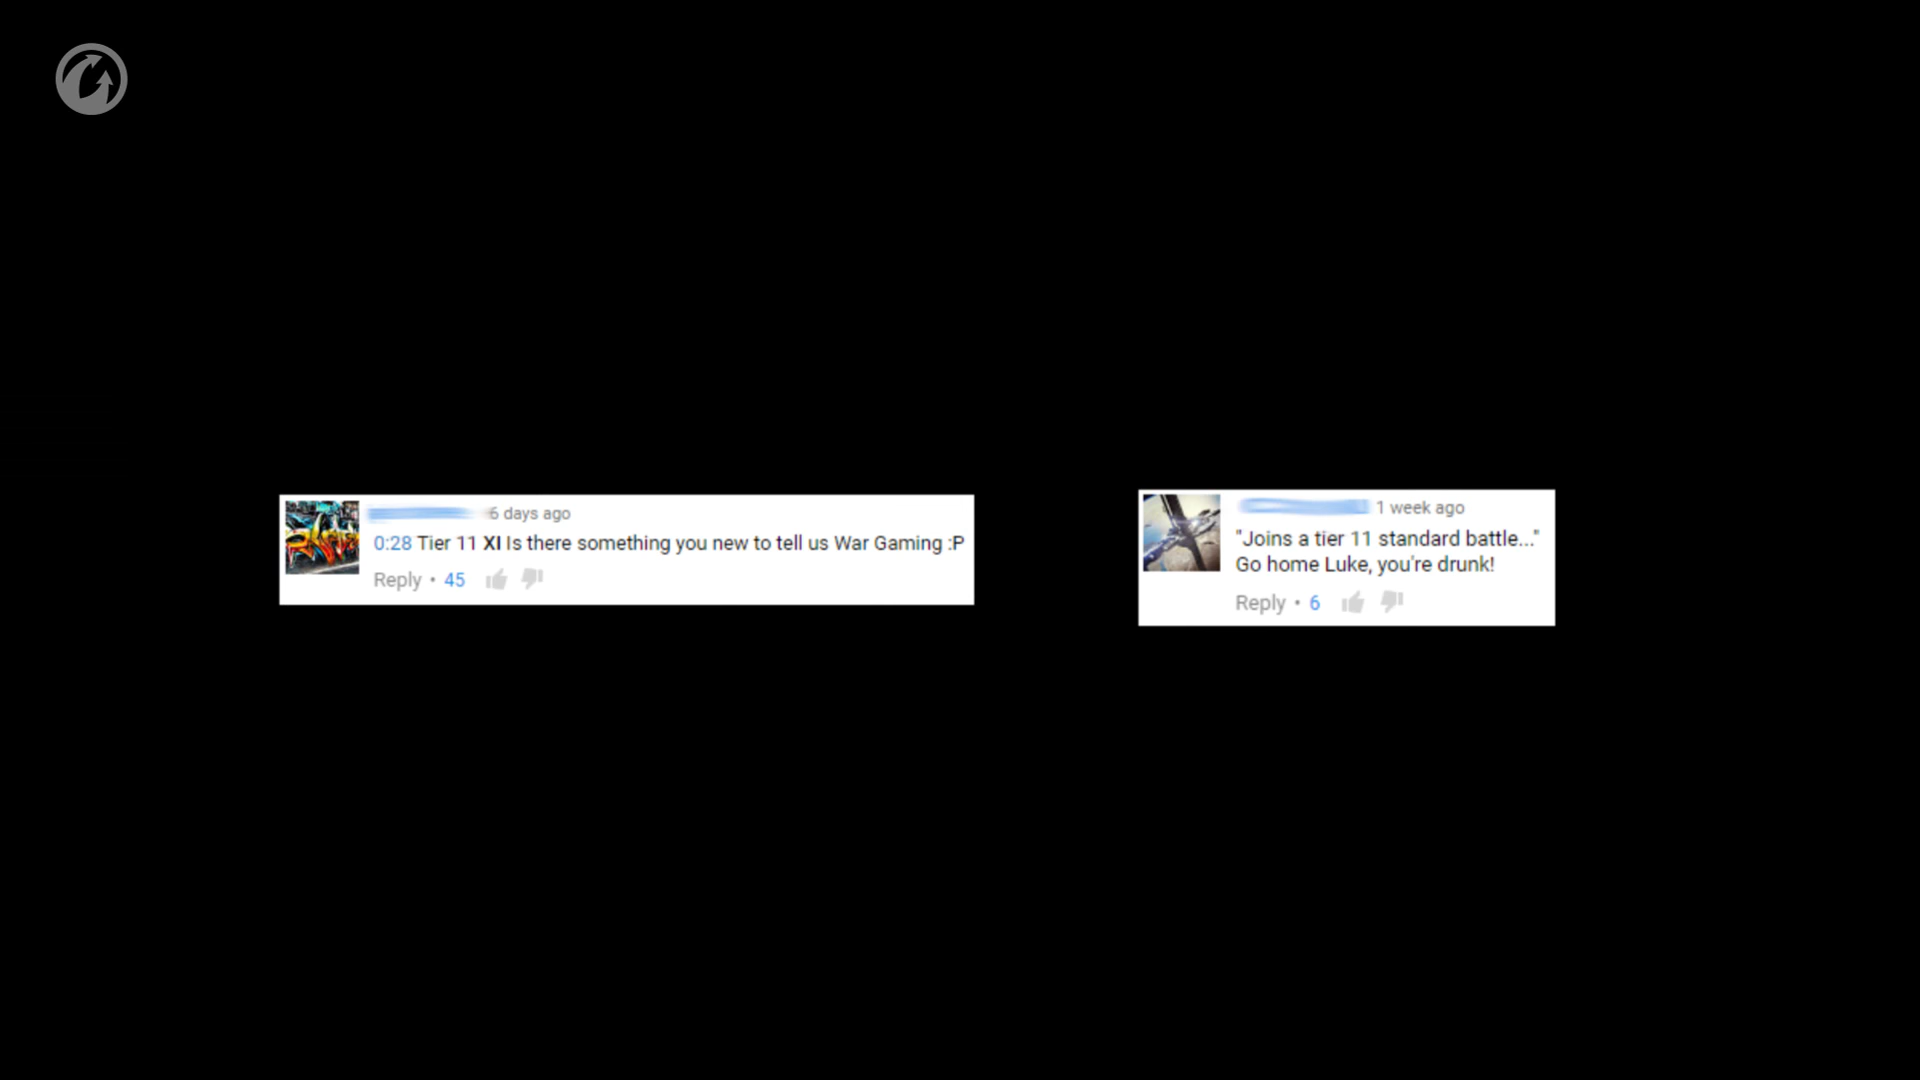 6 days ago
0:28 Tier 11 XI Is there something you new to tell us War Gaming :P
Reply • 45
1 week ago
"Joins a tier 11 standard battle..."
Go home Luke, you're drunk!
Reply • 6